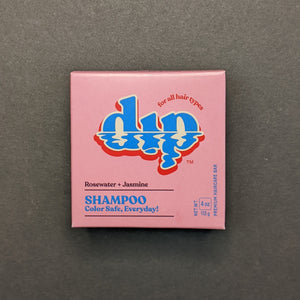 for all hair types
dip
TM
Rosewater + Jasmine
SHAMPOO
Color Safe, Everyday!
NET WT
4 oz
113 g
PREMIUM HAIRCARE BAR